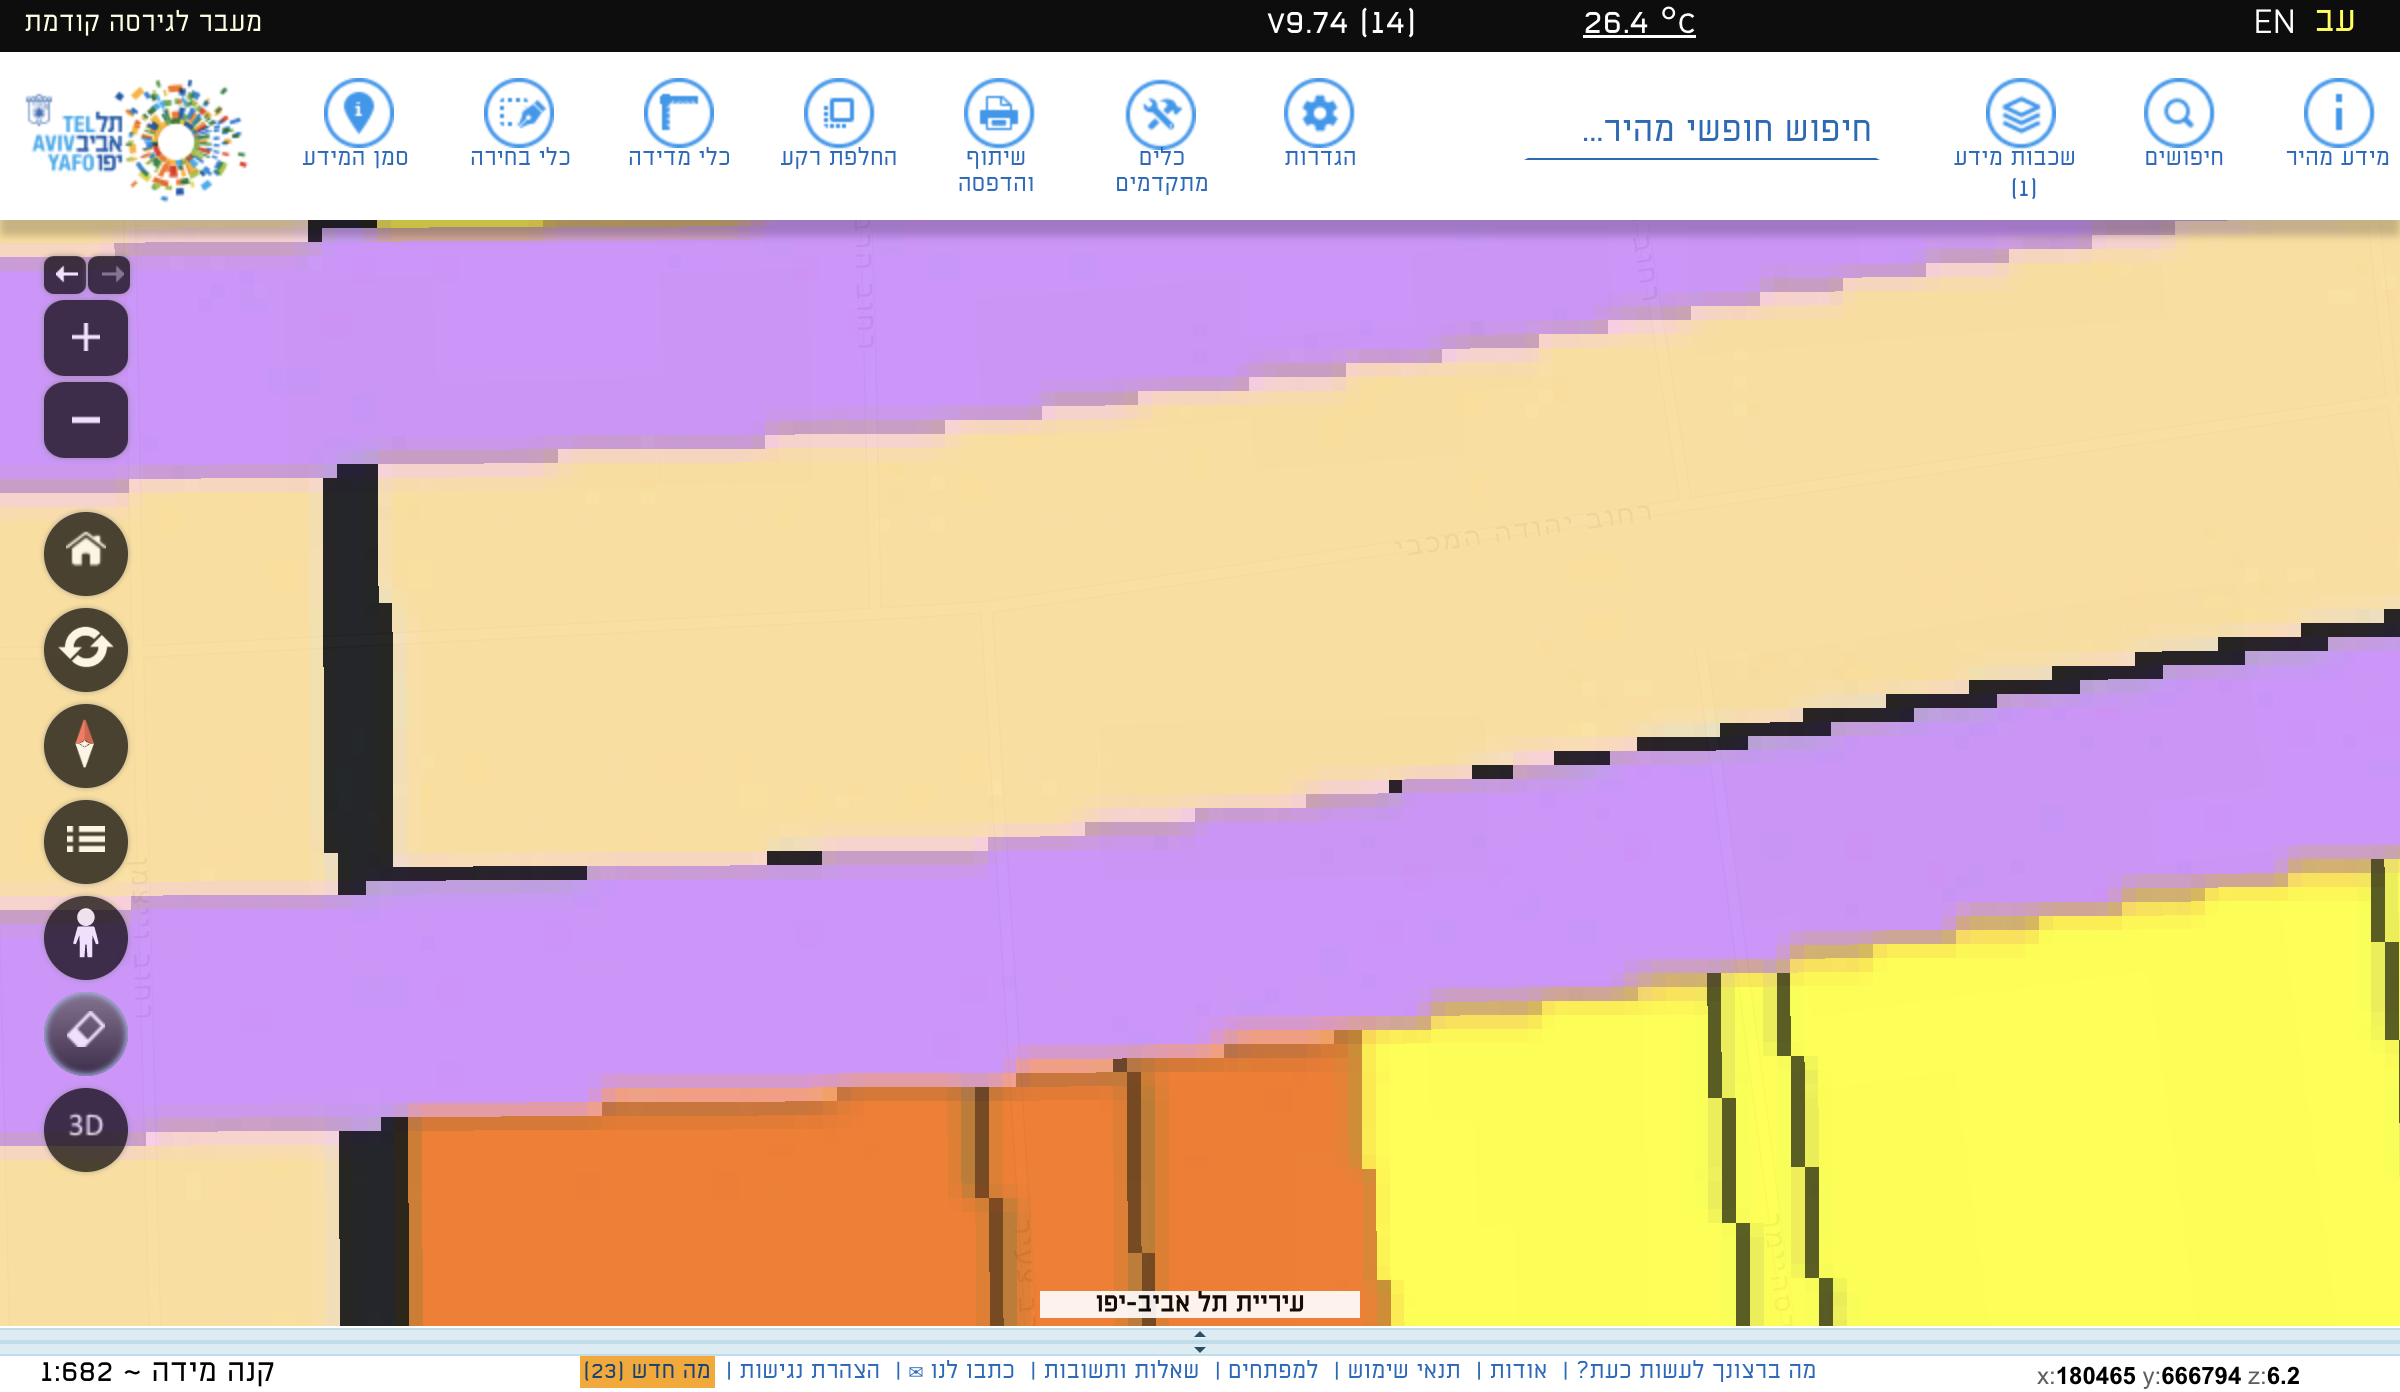 עב EN
26.4 °C
V9.74 (14)
מעבר לגירסה קודמת
מידע מהיר
חיפושים
שכבות מידע
(1)
חיפוש חופשי מהיר...
הגדרות
כלים
מתקדמים
שיתוף
והדפסה
החלפת רקע
כלי מדידה
כלי בחירה
סמן המידע
תל TEL
אביב AVIV
יפו YAFO
רחוב יהודה המכבי
3D
עיריית תל אביב-יפו
x:180465 y:666794 z:6.2
מה ברצונך לעשות כעת? | אודות | תנאי שימוש | למפתחים | שאלות ותשובות | כתבו לנו ✉ | הצהרת נגישות | מה חדש (23)
קנה מידה ~ 1:682